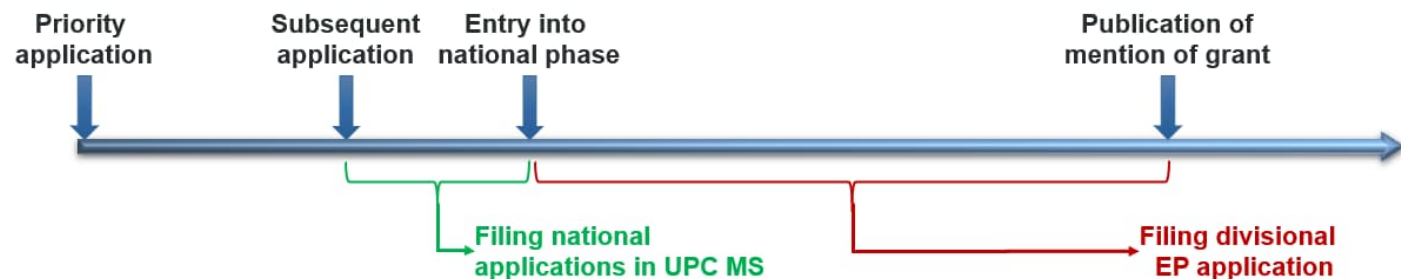 Priority
application
Subsequent
application
Entry into
national phase
Publication of
mention of grant
Filing national
applications in UPC MS
Filing divisional
EP application